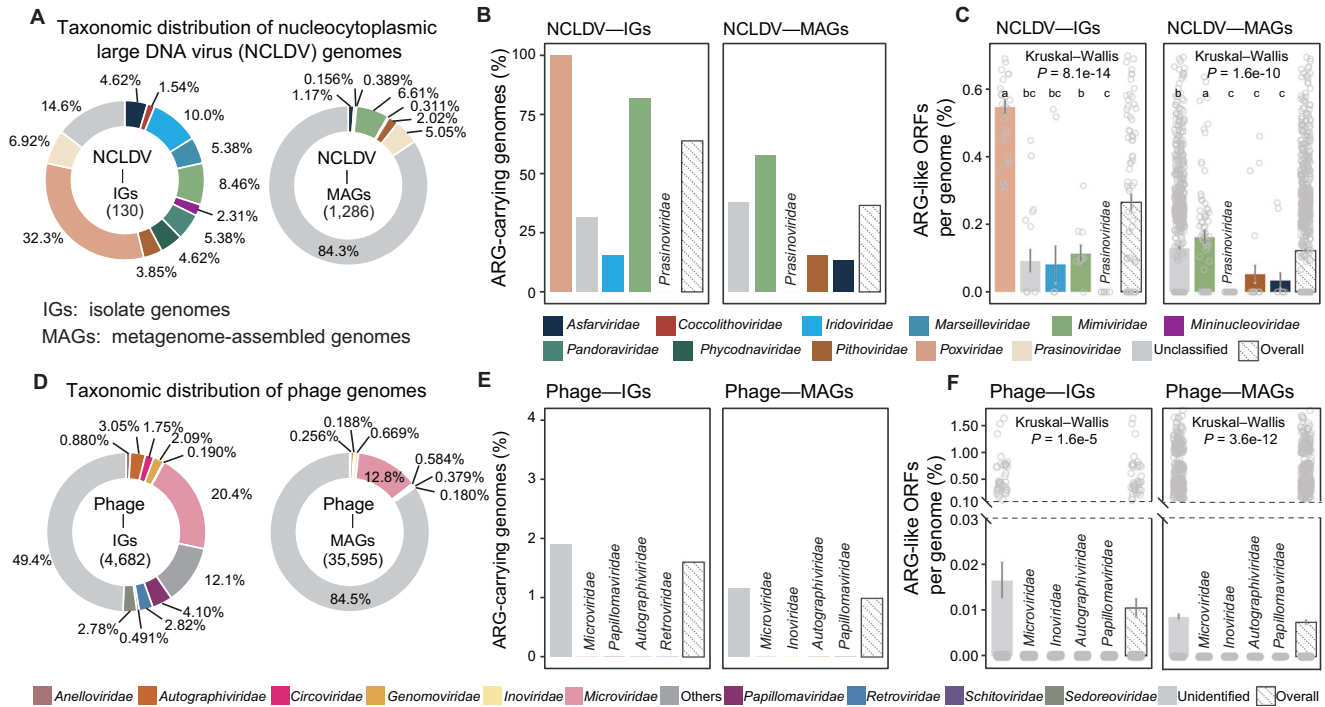 A
Taxonomic distribution of nucleocytoplasmic
large DNA virus (NCLDV) genomes
4.62%
1.54%
10.0%
5.38%
8.46%
2.31%
5.38%
4.62%
3.85%
32.3%
6.92%
14.6%
NCLDV
IGs
(130)
0.156%
1.17%
0.389%
6.61%
0.311%
2.02%
5.05%
84.3%
NCLDV
MAGs
(1,286)
IGs: isolate genomes
MAGs: metagenome-assembled genomes
B
NCLDV—IGs
NCLDV—MAGs
ARG-carrying genomes (%)
100
75
50
25
0
Prasinoviridae
Prasinoviridae
C
NCLDV—IGs
NCLDV—MAGs
ARG-like ORFs
per genome (%)
0.6
0.4
0.2
0.0
Kruskal–Wallis
P = 8.1e-14
a bc bc b c
Prasinoviridae
Kruskal–Wallis
P = 1.6e-10
b a c c c
Prasinoviridae
Asfarviridae Coccolithoviridae Iridoviridae Marseilleviridae Mimiviridae Mininucleoviridae
Pandoraviridae Phycodnaviridae Pithoviridae Poxviridae Prasinoviridae Unclassified Overall
D
Taxonomic distribution of phage genomes
0.880%
3.05%
1.75%
2.09%
0.190%
20.4%
12.1%
4.10%
2.82%
0.491%
2.78%
49.4%
Phage
IGs
(4,682)
0.256%
0.188%
0.669%
12.8%
0.584%
0.379%
0.180%
84.5%
Phage
MAGs
(35,595)
E
Phage—IGs
Phage—MAGs
ARG-carrying genomes (%)
4
3
2
1
0
Microviridae
Papillomaviridae
Autographiviridae
Retroviridae
Microviridae
Inoviridae
Autographiviridae
Papillomaviridae
F
Phage—IGs
Phage—MAGs
ARG-like ORFs
per genome (%)
1.50
1.00
0.50
0.10
0.03
0.02
0.01
0.00
Kruskal–Wallis
P = 1.6e-5
Microviridae
Inoviridae
Autographiviridae
Papillomaviridae
Kruskal–Wallis
P = 3.6e-12
Microviridae
Inoviridae
Autographiviridae
Papillomaviridae
Anelloviridae Autographiviridae Circoviridae Genomoviridae Inoviridae Microviridae Others Papillomaviridae Retroviridae Schitoviridae Sedoreoviridae Unidentified Overall